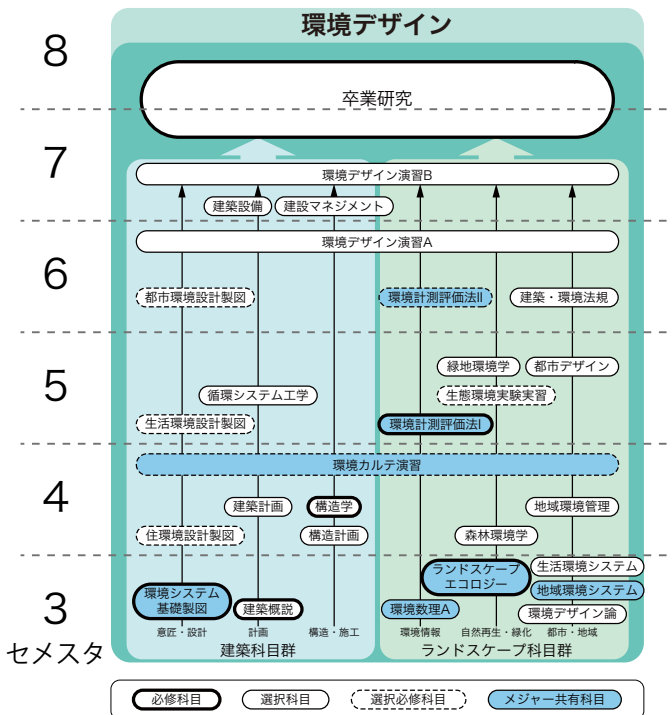 環境デザイン
8
卒業研究
7
環境デザイン演習B
建築設備
建設マネジメント
環境デザイン演習A
6
都市環境設計製図
環境計測評価法II
建築・環境法規
5
緑地環境学
都市デザイン
循環システム工学
生態環境実験実習
生活環境設計製図
環境計測評価法I
環境カルテ演習
4
建築計画
構造学
地域環境管理
住環境設計製図
構造計画
森林環境学
3
セメスタ
環境システム
基礎製図
建築概説
環境数理A
ランドスケープ
エコロジー
生活環境システム
地域環境システム
環境デザイン論
意匠・設計
計画
構造・施工
環境情報
自然再生・緑化
都市・地域
建築科目群
ランドスケープ科目群
必修科目
選択科目
選択必修科目
メジャー共有科目